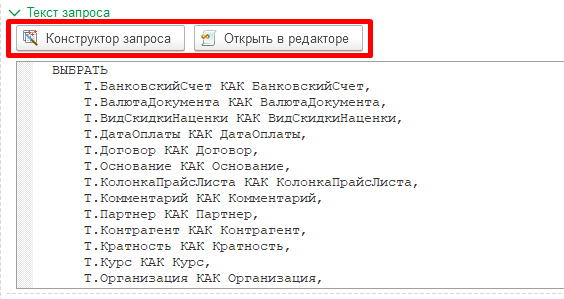 Текст запроса
Конструктор запроса Открыть в редакторе
ВЫБРАТЬ
Т.БанковскийСчет КАК БанковскийСчет,
Т.ВалютаДокумента КАК ВалютаДокумента,
Т.ВидСкидкиНаценки КАК ВидСкидкиНаценки,
Т.ДатаОплаты КАК ДатаОплаты,
Т.Договор КАК Договор,
Т.Основание КАК Основание,
Т.КолонкаПрайсЛиста КАК КолонкаПрайсЛиста,
Т.Комментарий КАК Комментарий,
Т.Партнер КАК Партнер,
Т.Контрагент КАК Контрагент,
Т.Кратность КАК Кратность,
Т.Курс КАК Курс,
Т.Организация КАК Организация,